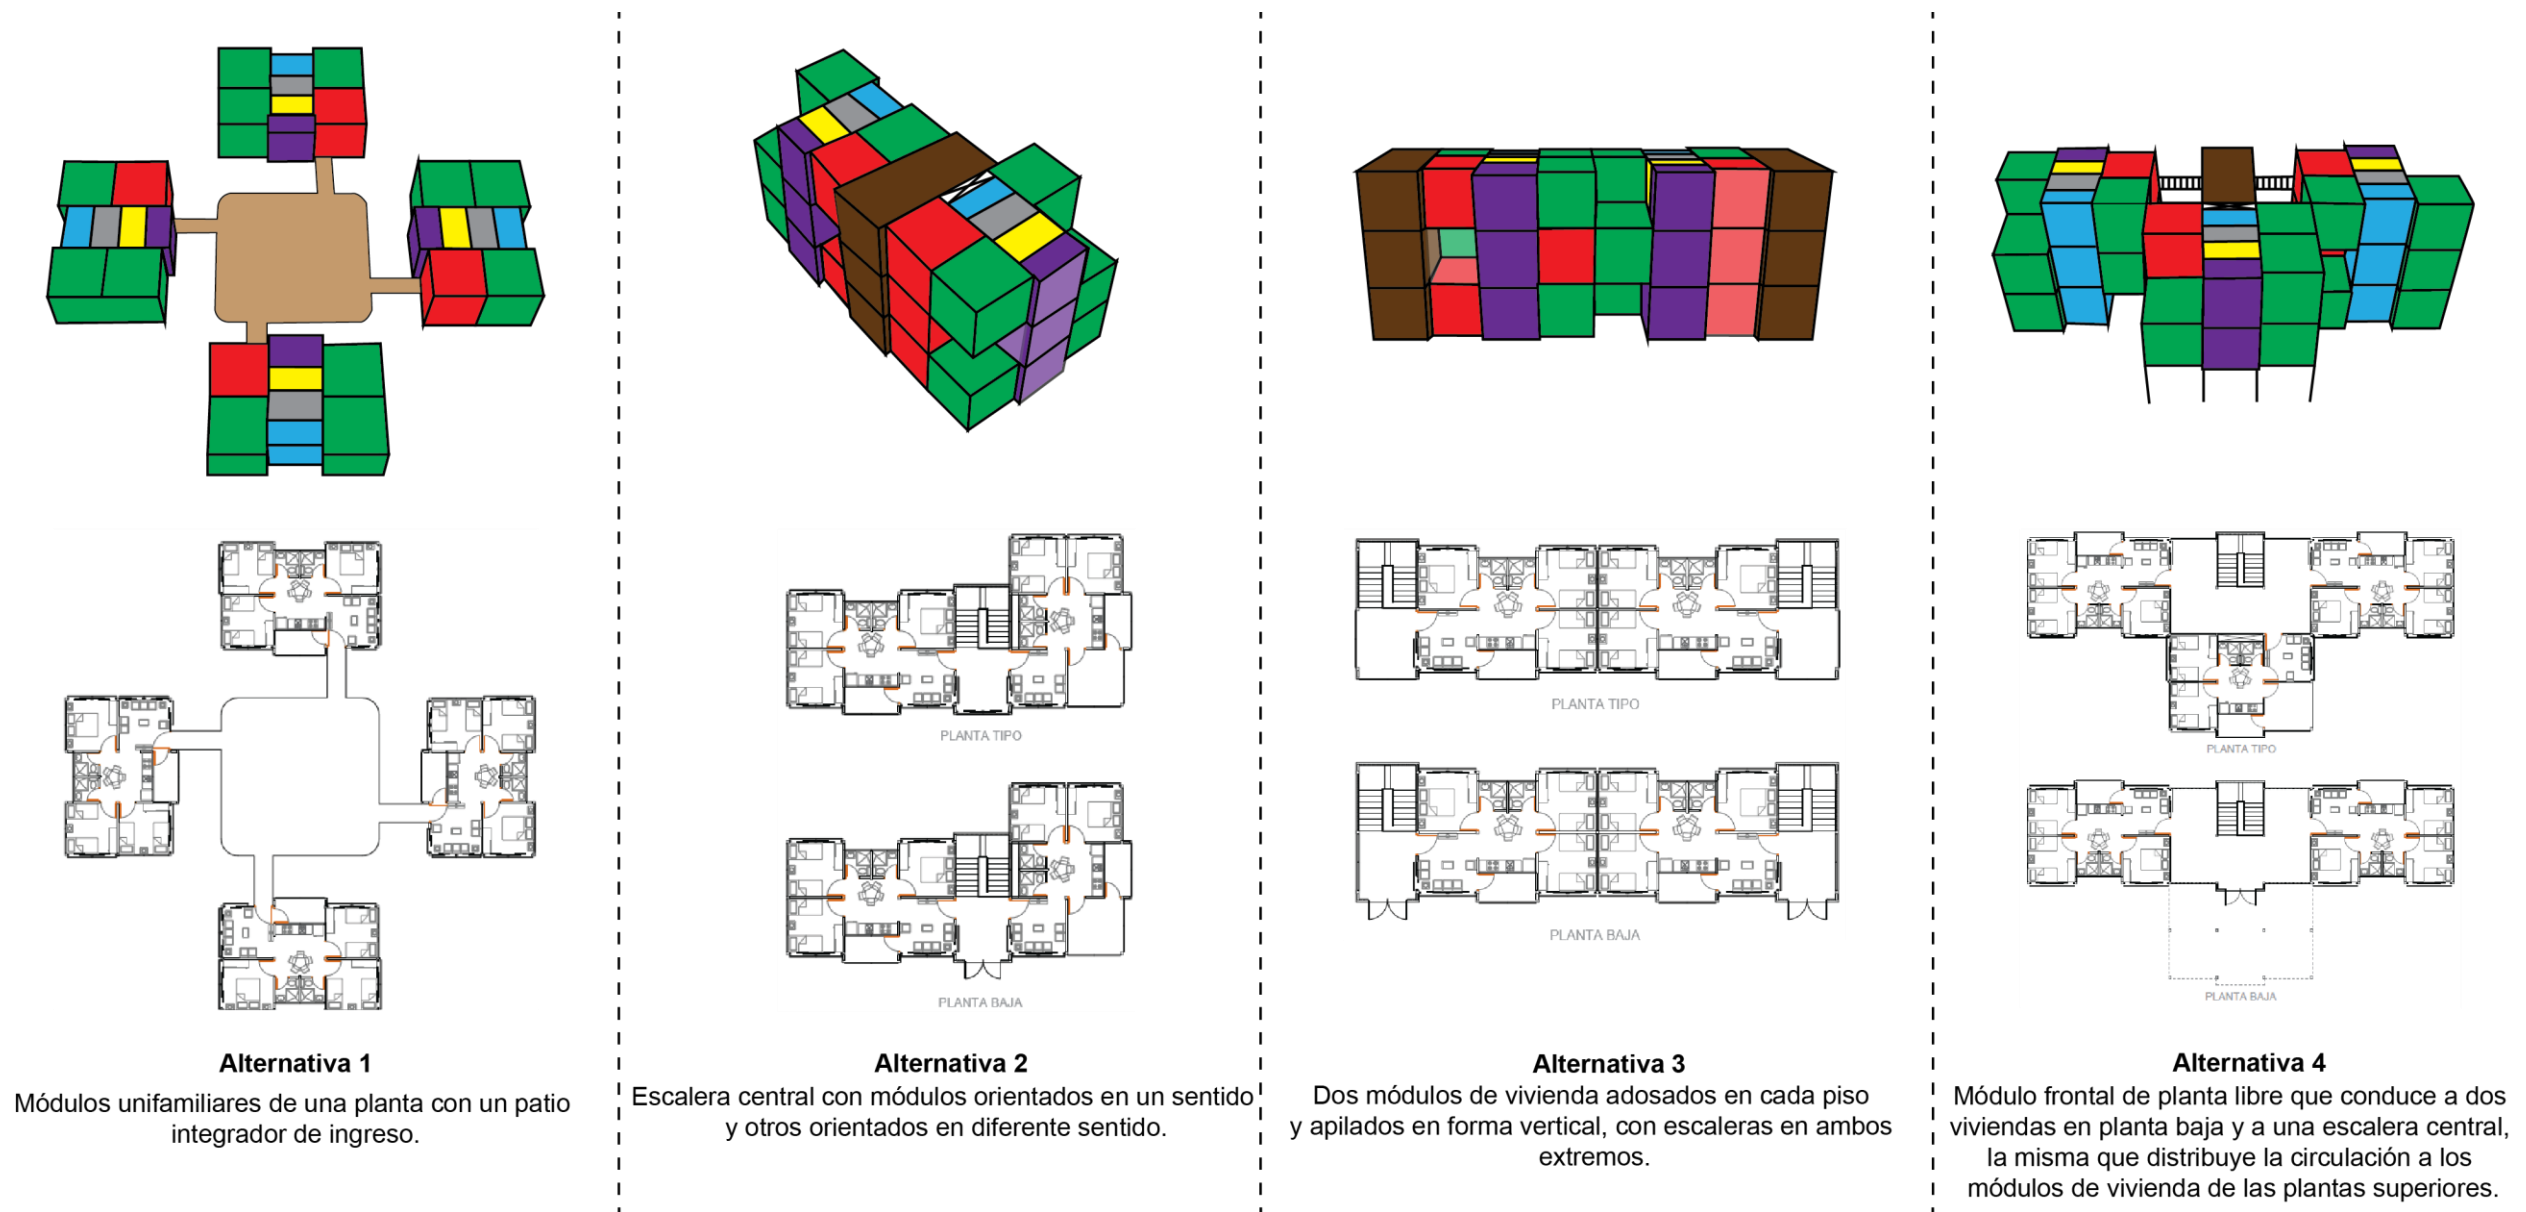 PLANTA TIPO
PLANTA BAJA
PLANTA TIPO
PLANTA BAJA
PLANTA TIPO
PLANTA BAJA
Alternativa 1
Módulos unifamiliares de una planta con un patio
integrador de ingreso.
Alternativa 2
Escalera central con módulos orientados en un sentido
y otros orientados en diferente sentido.
Alternativa 3
Dos módulos de vivienda adosados en cada piso
y apilados en forma vertical, con escaleras en ambos
extremos.
Alternativa 4
Módulo frontal de planta libre que conduce a dos
viviendas en planta baja y a una escalera central,
la misma que distribuye la circulación a los
módulos de vivienda de las plantas superiores.